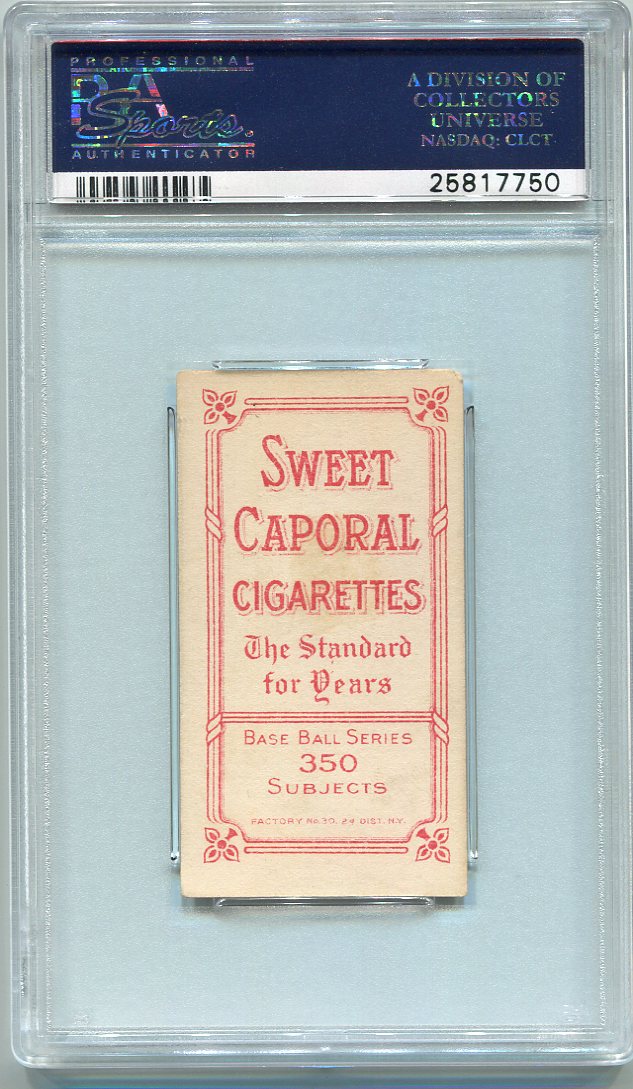 PROFESSIONAL
PSA
Sports.
AUTHENTICATOR
A DIVISION OF
COLLECTORS
UNIVERSE
NASDAQ: CLCT
25817750
SWEET
CAPORAL
CIGARETTES
The Standard
for Years
BASE BALL SERIES
350
SUBJECTS
FACTORY No. 30, 2d DIST. N.Y.